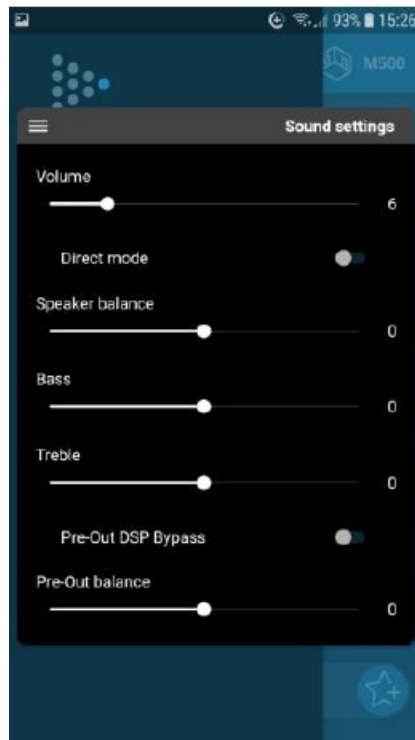 93% 15:26
M500
Sound settings
Volume
6
Direct mode
Speaker balance
0
Bass
0
Treble
0
Pre-Out DSP Bypass
Pre-Out balance
0